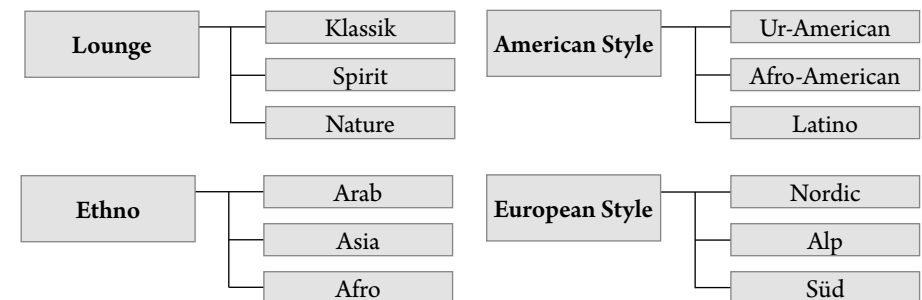 Lounge
Klassik
Spirit
Nature
American Style
Ur-American
Afro-American
Latino
Ethno
Arab
Asia
Afro
European Style
Nordic
Alp
Süd